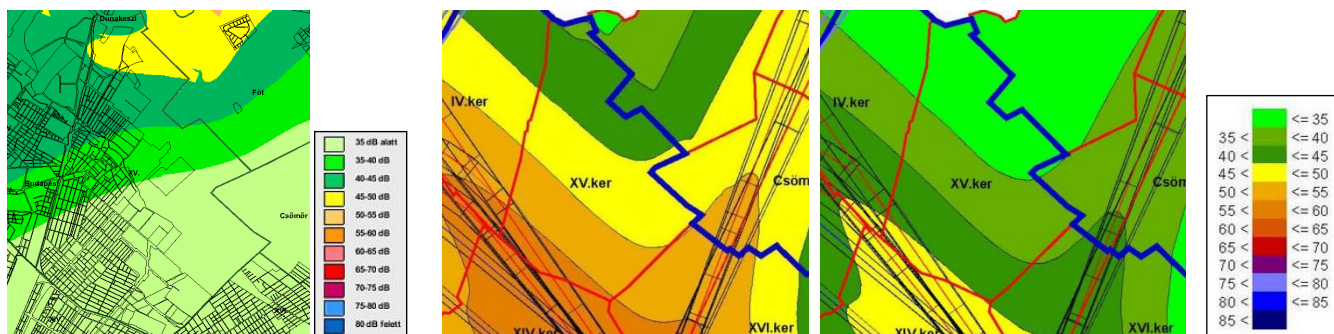 Dunakeszi
Fót
XV.
Budapest
Csömör
35 dB alatt
35-40 dB
40-45 dB
45-50 dB
50-55 dB
55-60 dB
60-65 dB
65-70 dB
70-75 dB
75-80 dB
80 dB felett
IV.ker
XV.ker
Csöm
XIV.ker
XVI.ker
IV.ker
XV.ker
Csöm
XIV.ker
XVI.ker
<= 35
35 < <= 40
40 < <= 45
45 < <= 50
50 < <= 55
55 < <= 60
60 < <= 65
65 < <= 70
70 < <= 75
75 < <= 80
80 < <= 85
85 <